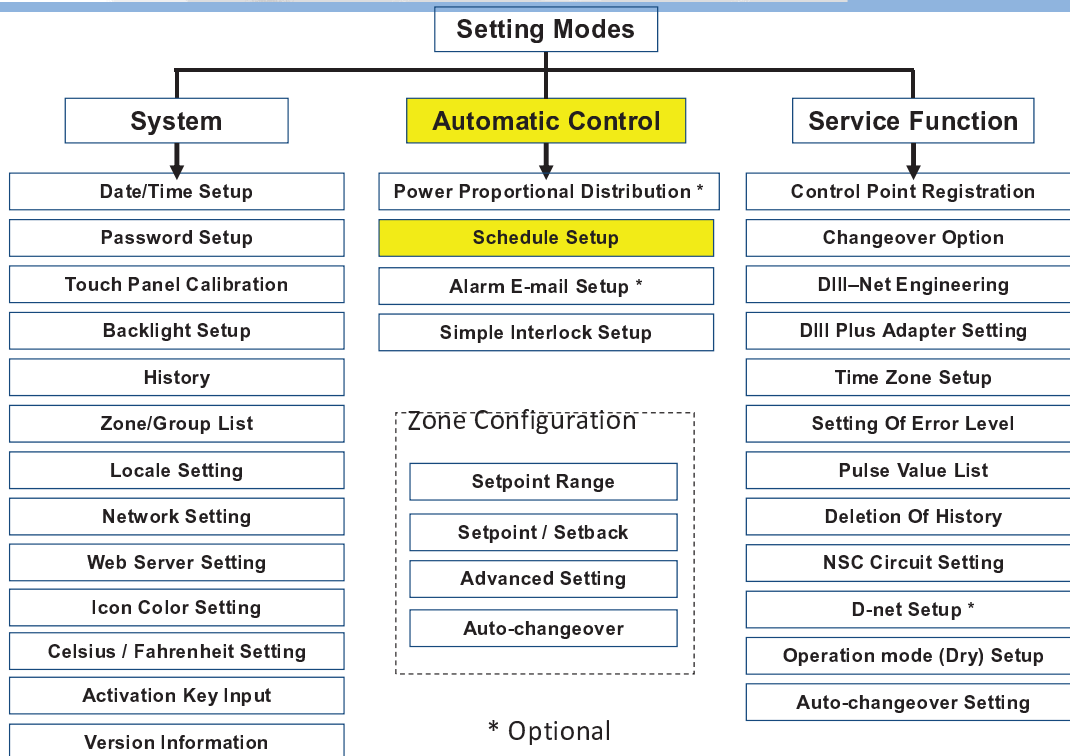 Setting Modes
System
Automatic Control
Service Function
Date/Time Setup
Password Setup
Touch Panel Calibration
Backlight Setup
History
Zone/Group List
Locale Setting
Network Setting
Web Server Setting
Icon Color Setting
Celsius / Fahrenheit Setting
Activation Key Input
Version Information
Power Proportional Distribution *
Schedule Setup
Alarm E-mail Setup *
Simple Interlock Setup
Zone Configuration
Setpoint Range
Setpoint / Setback
Advanced Setting
Auto-changeover
* Optional
Control Point Registration
Changeover Option
DIII–Net Engineering
DIII Plus Adapter Setting
Time Zone Setup
Setting Of Error Level
Pulse Value List
Deletion Of History
NSC Circuit Setting
D-net Setup *
Operation mode (Dry) Setup
Auto-changeover Setting